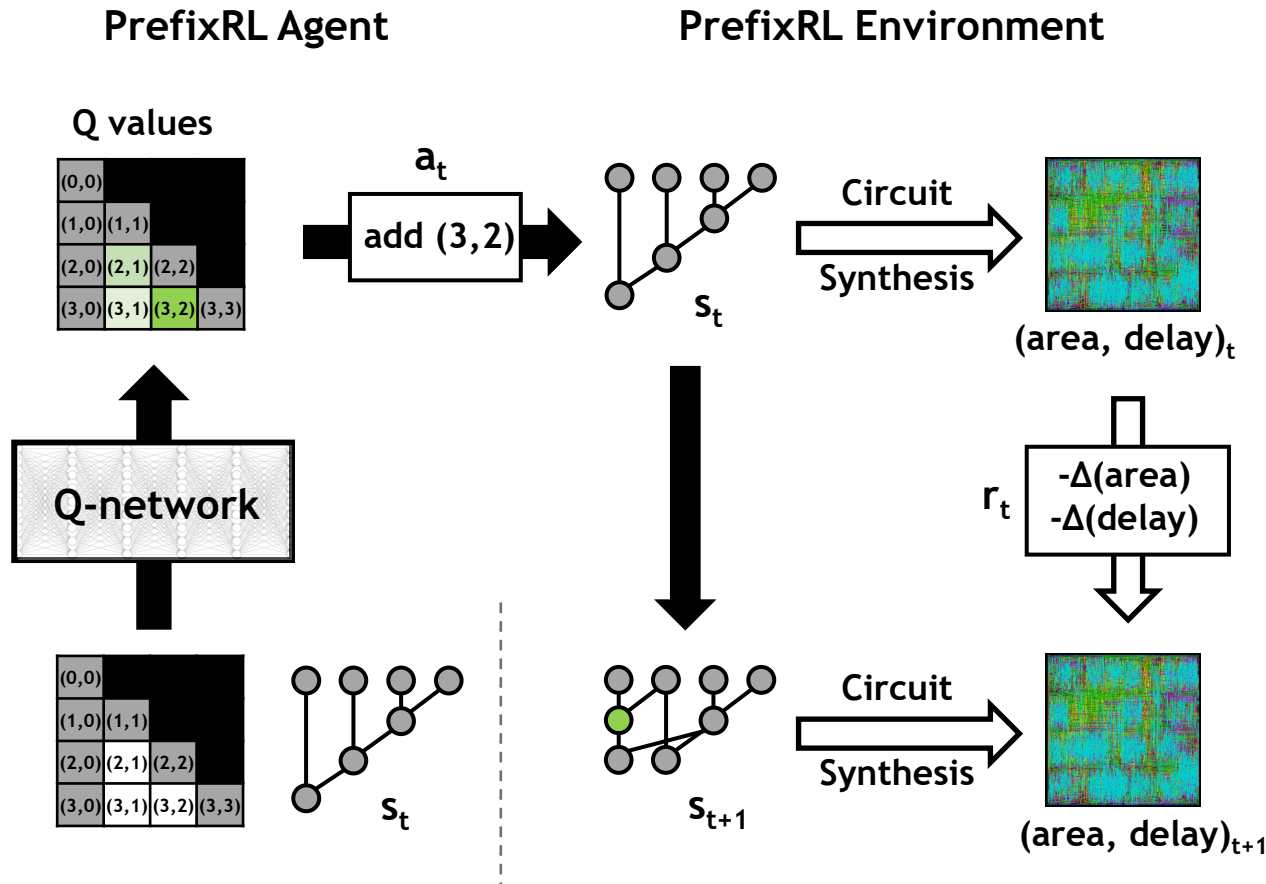 PrefixRL Agent
PrefixRL Environment
Q values
(0,0)
(1,0) (1,1)
(2,0) (2,1) (2,2)
(3,0) (3,1) (3,2) (3,3)
a_t
add (3,2)
s_t
Circuit
Synthesis
(area, delay)_t
Q-network
r_t
-Δ(area)
-Δ(delay)
(0,0)
(1,0) (1,1)
(2,0) (2,1) (2,2)
(3,0) (3,1) (3,2) (3,3)
s_t
s_{t+1}
Circuit
Synthesis
(area, delay)_{t+1}